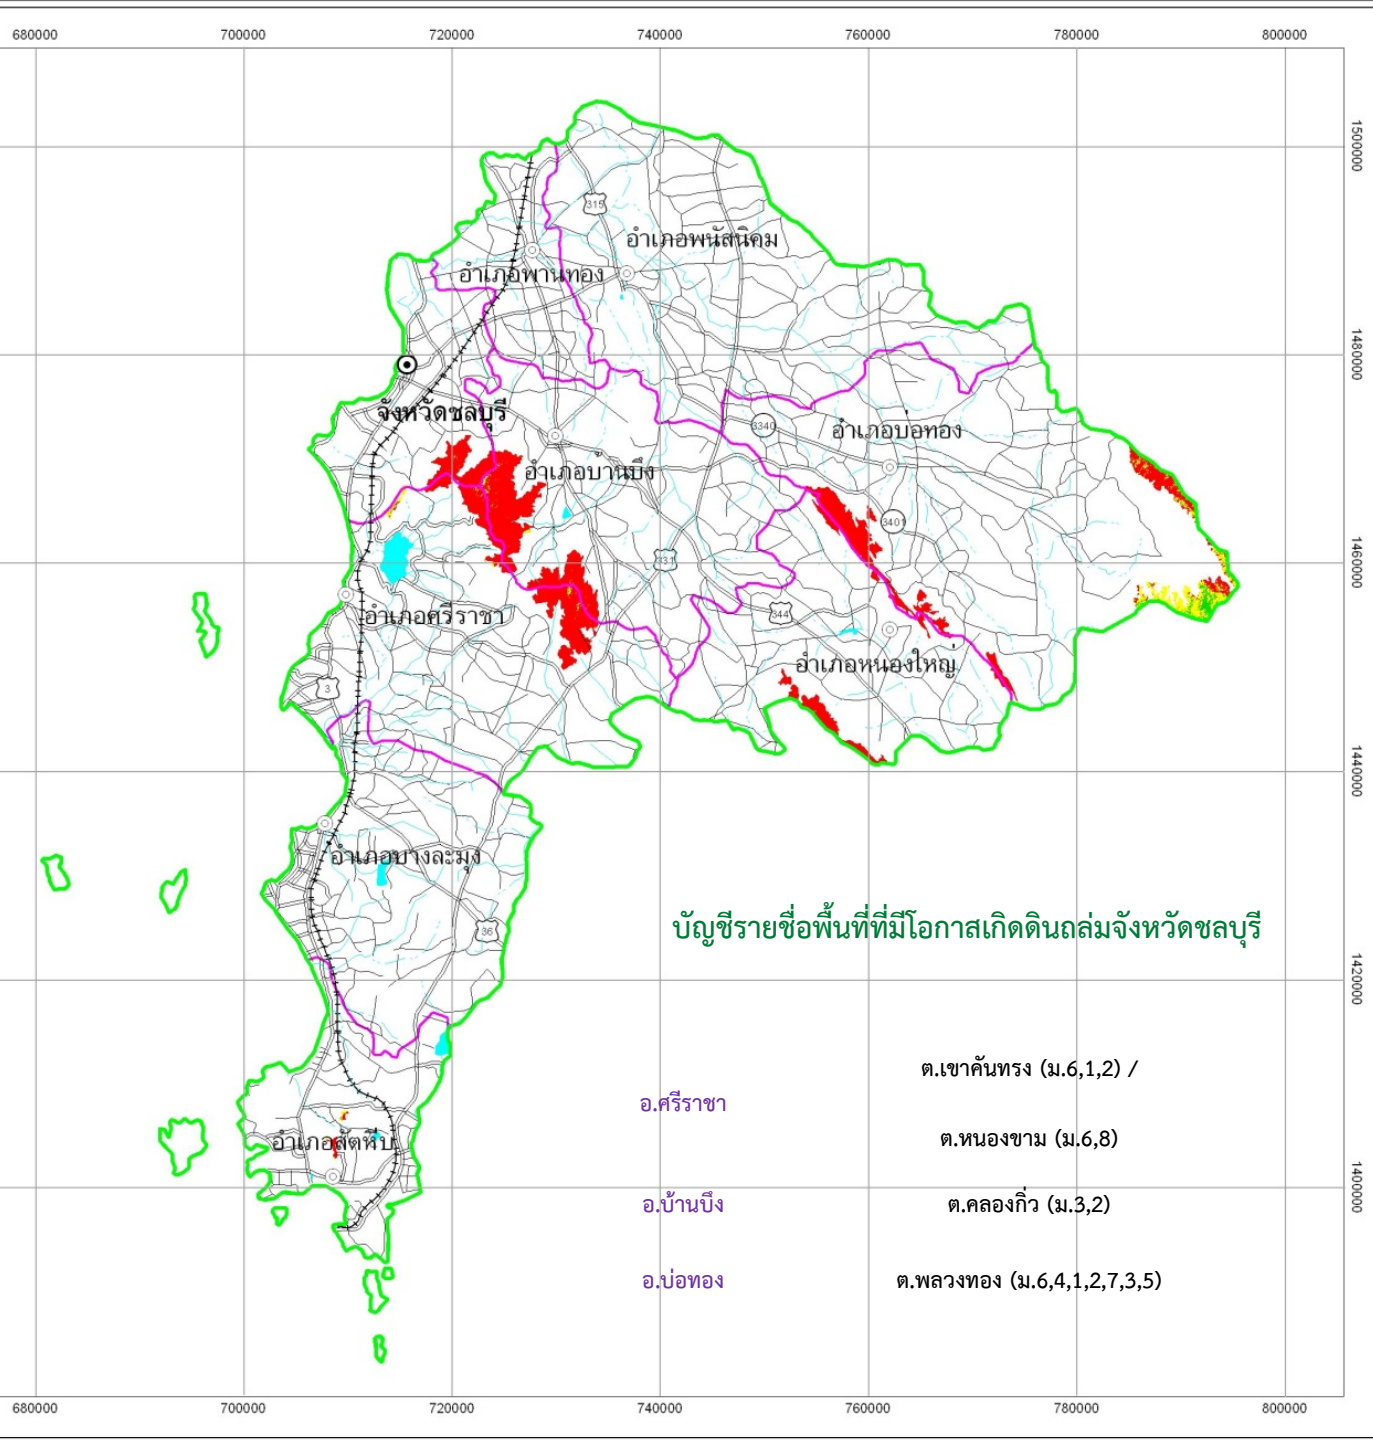 680000 700000 720000 740000 760000 780000 800000
1500000
315
อำเภอพนัสนิคม
อำเภอพานทอง
1480000
จังหวัดชลบุรี
3340
อำเภอบ่อทอง
อำเภอบ้านบึง
3401
331
1460000
344
อำเภอศรีราชา
อำเภอหนองใหญ่
3
1440000
อำเภอบางละมุง
36
บัญชีรายชื่อพื้นที่ที่มีโอกาสเกิดดินถล่มจังหวัดชลบุรี
1420000
ต.เขาคันทรง (ม.6,1,2) /
อ.ศรีราชา
ต.หนองขาม (ม.6,8)
อำเภอสัตหีบ
1400000
อ.บ้านบึง ต.คลองกิ่ว (ม.3,2)
อ.บ่อทอง ต.พลวงทอง (ม.6,4,1,2,7,3,5)
680000 700000 720000 740000 760000 780000 800000